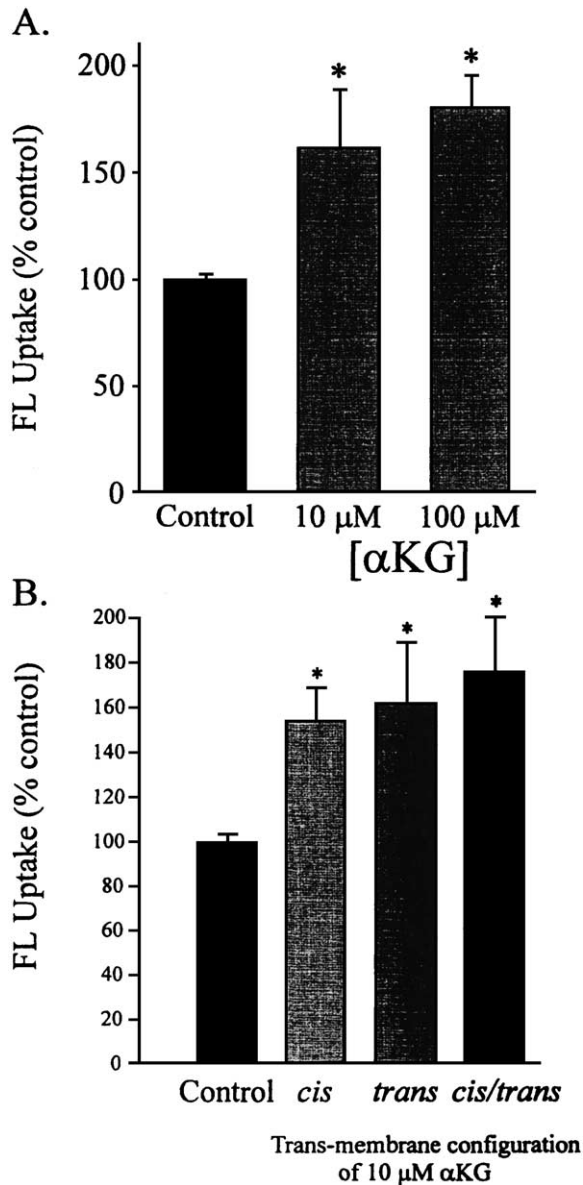 A.
FL Uptake (% control)
200
150
100
50
0
*
*
Control 10 μM 100 μM
[αKG]
B.
FL Uptake (% control)
200
180
160
140
120
100
80
60
40
20
0
*
*
*
Control cis trans cis/trans
Trans-membrane configuration
of 10 μM αKG